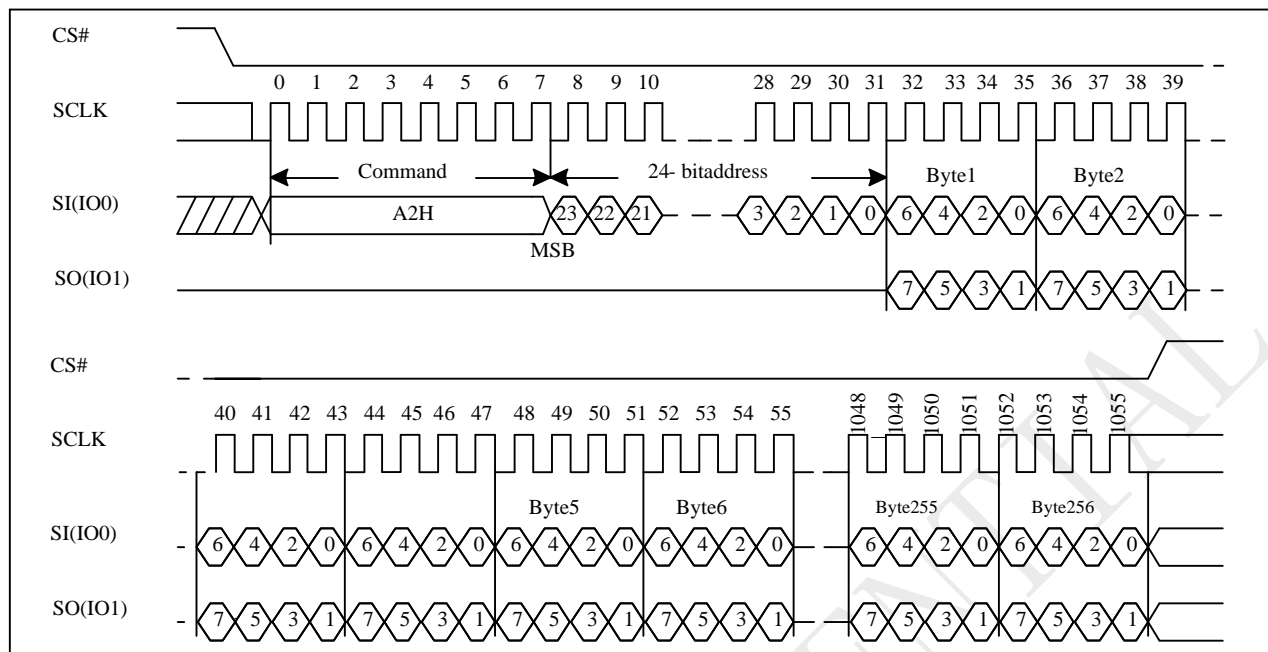 CS#
0 1 2 3 4 5 6 7 8 9 10 28 29 30 31 32 33 34 35 36 37 38 39
SCLK
Command 24- bitaddress Byte1 Byte2
SI(IO0) A2H 23 22 21 3 2 1 0 6 4 2 0 6 4 2 0
MSB
SO(IO1) 7 5 3 1 7 5 3 1
CS#
40 41 42 43 44 45 46 47 48 49 50 51 52 53 54 55 1048 1049 1050 1051 1052 1053 1054 1055
SCLK
Byte5 Byte6 Byte255 Byte256
SI(IO0) 6 4 2 0 6 4 2 0 6 4 2 0 6 4 2 0 6 4 2 0 6 4 2 0
SO(IO1) 7 5 3 1 7 5 3 1 7 5 3 1 7 5 3 1 7 5 3 1 7 5 3 1